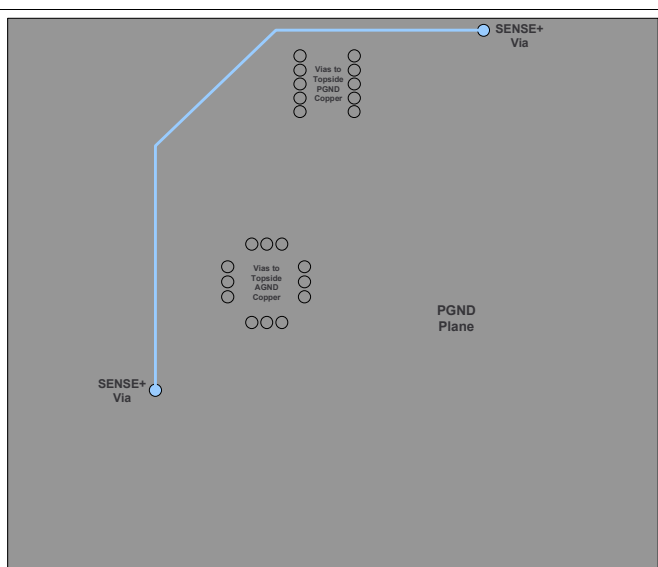 SENSE+
Via
Vias to
Topside
PGND
Copper
Vias to
Topside
AGND
Copper
PGND
Plane
SENSE+
Via